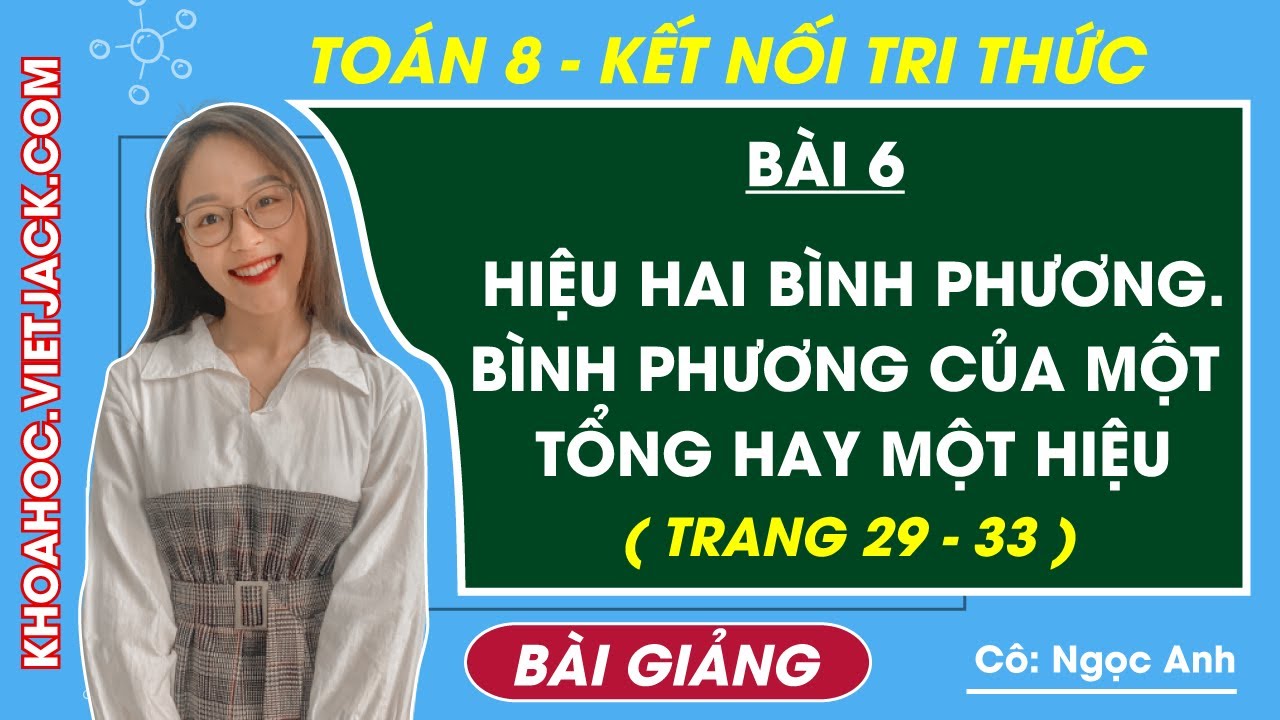 TOÁN 8 - KẾT NỐI TRI THỨC
KHOAHOC.VIETJACK.COM
BÀI 6
HIỆU HAI BÌNH PHƯƠNG.
BÌNH PHƯƠNG CỦA MỘT
TỔNG HAY MỘT HIỆU
( TRANG 29 - 33 )
BÀI GIẢNG
Cô: Ngọc Anh